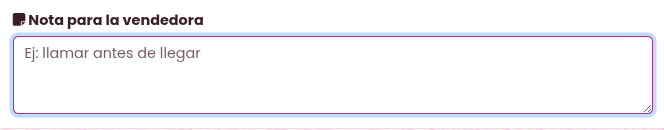 Nota para la vendedora
Ej: llamar antes de llegar